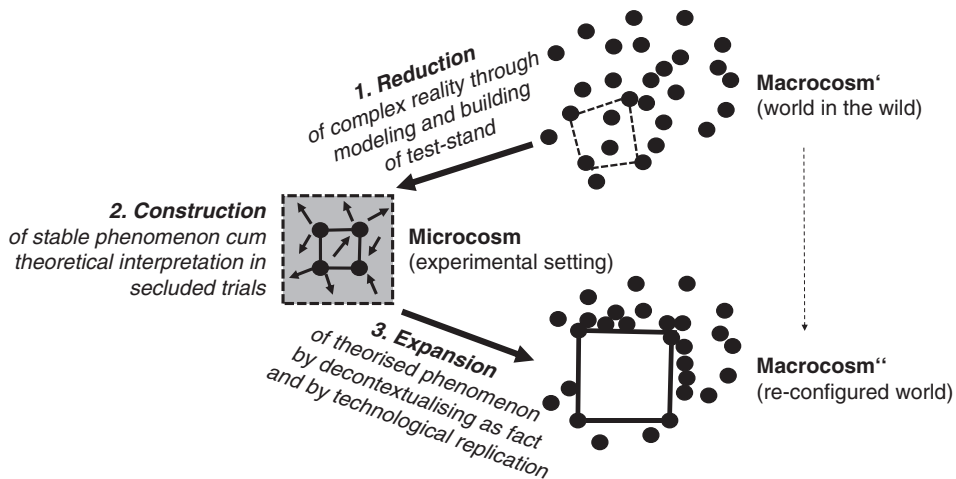 1. Reduction
of complex reality through
modeling and building
of test-stand
Macrocosm‘
(world in the wild)
2. Construction
of stable phenomenon cum
theoretical interpretation in
secluded trials
Microcosm
(experimental setting)
3. Expansion
of theorised phenomenon
by decontextualising as fact
and by technological replication
Macrocosm‘‘
(re-configured world)